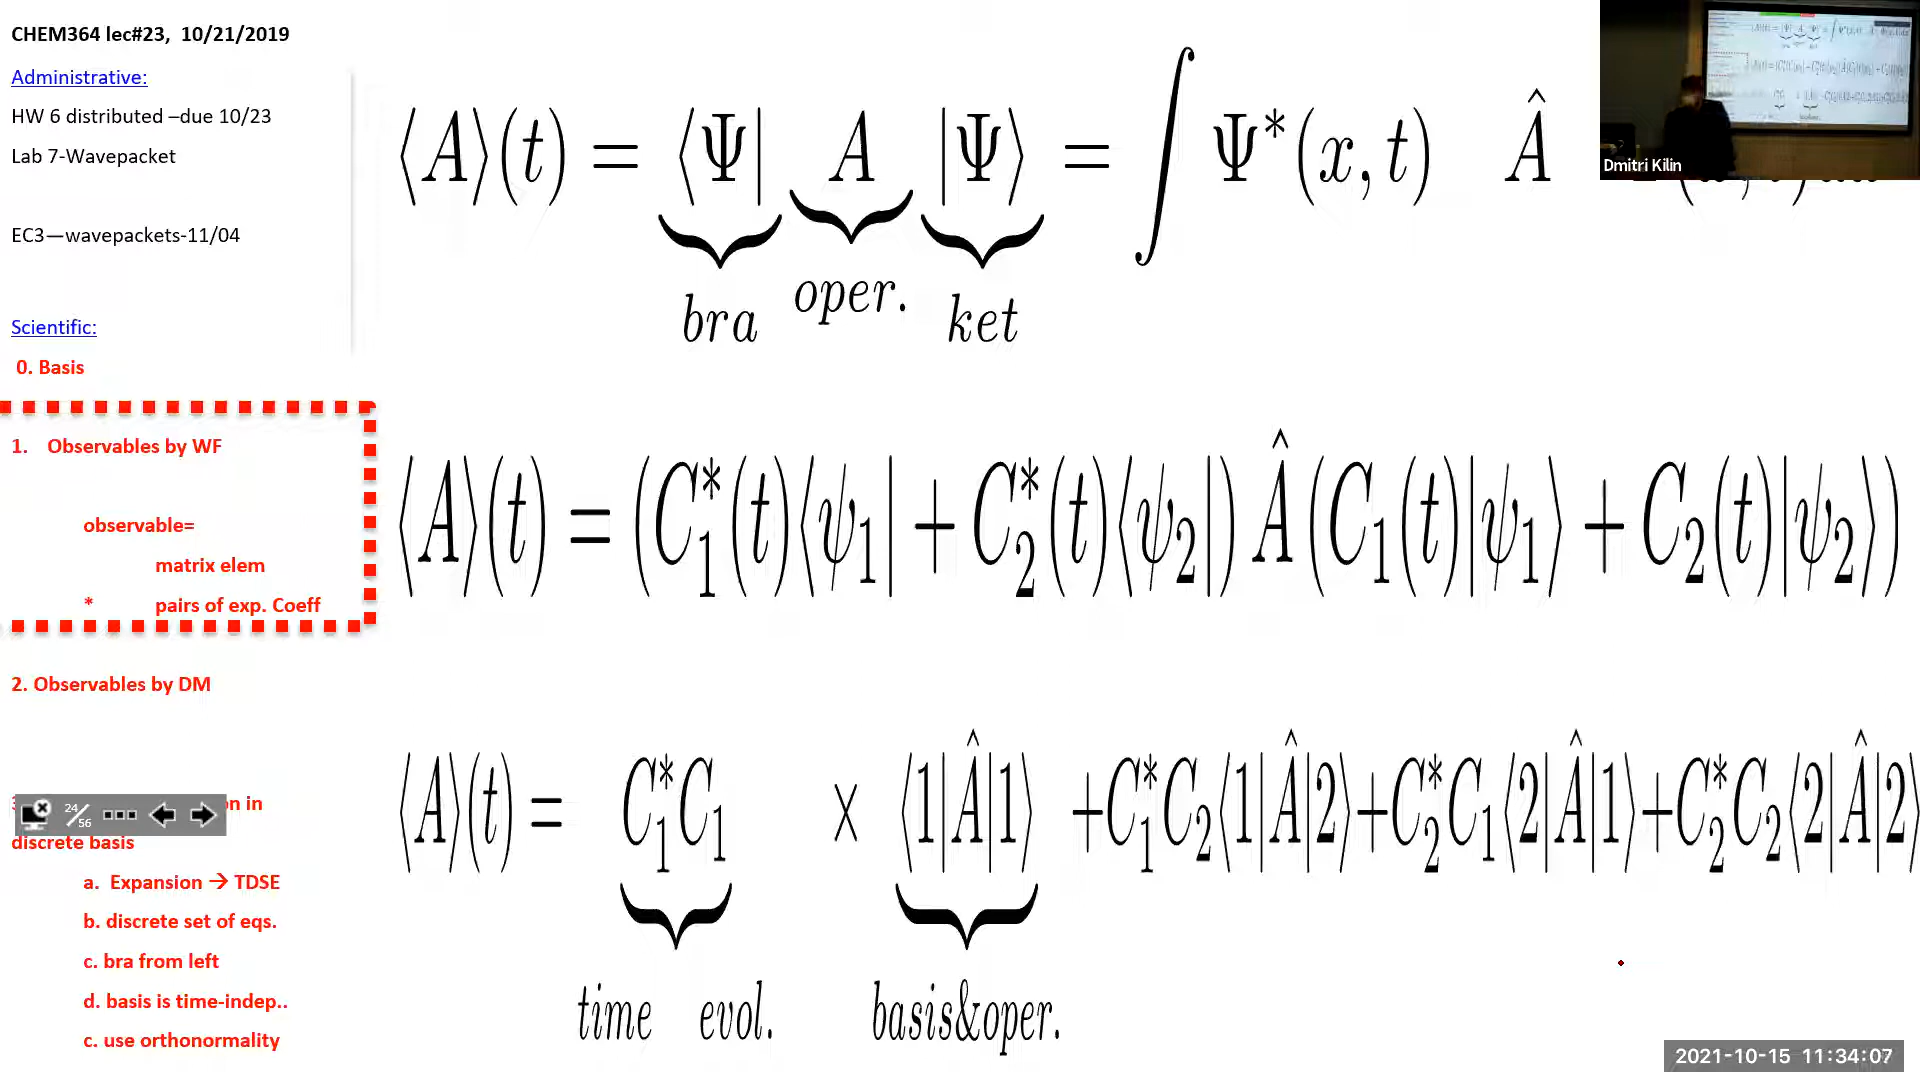 CHEM364 lec#23, 10/21/2019
Administrative:
HW 6 distributed –due 10/23
Lab 7-Wavepacket
EC3—wavepackets-11/04
Scientific:
0. Basis
1. Observables by WF
observable=
matrix elem
* pairs of exp. Coeff
2. Observables by DM
on in
discrete basis
a. Expansion → TDSE
b. discrete set of eqs.
c. bra from left
d. basis is time-indep..
c. use orthonormality
24/56
⟨A⟩(t) = ⟨Ψ| A |Ψ⟩ = ∫ Ψ*(x,t) Â
bra oper. ket
⟨A⟩(t) = (C₁*(t)⟨ψ₁| + C₂*(t)⟨ψ₂|) Â (C₁(t)|ψ₁⟩ + C₂(t)|ψ₂⟩)
⟨A⟩(t) = C₁*C₁ × ⟨1|Â|1⟩ +C₁*C₂⟨1|Â|2⟩+C₂*C₁⟨2|Â|1⟩+C₂*C₂⟨2|Â|2⟩
time evol. basis&oper.
Dmitri Kilin
2021-10-15 11:34:07